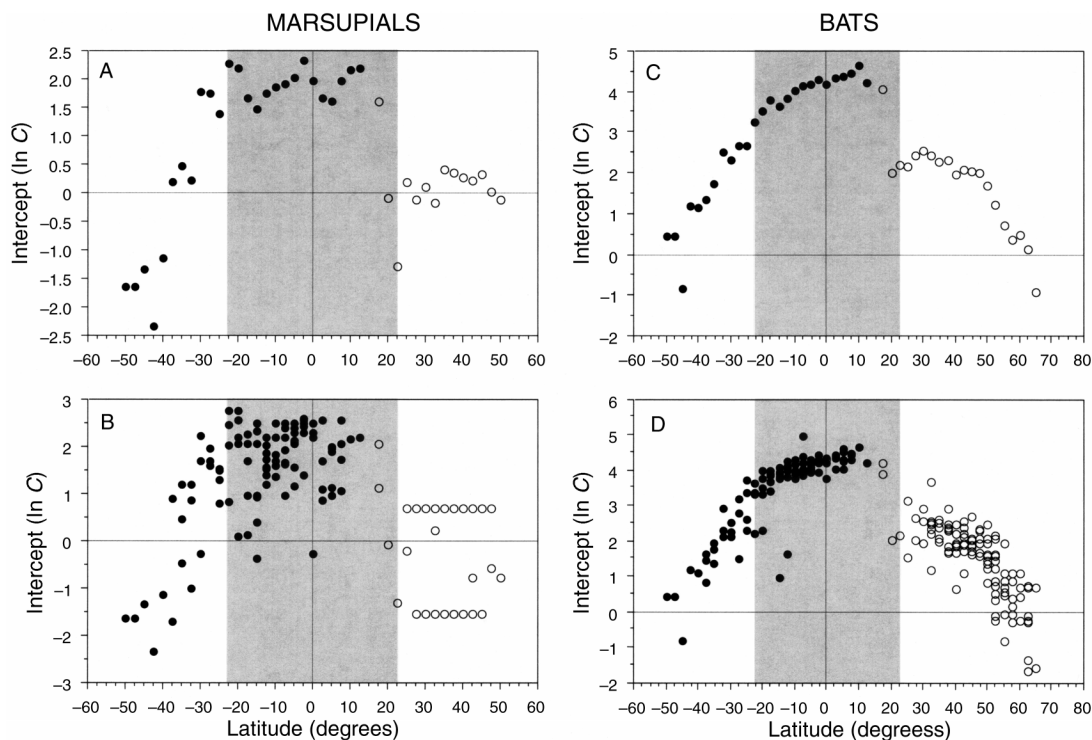 MARSUPIALS
BATS
A
2.5
2.0
1.5
1.0
0.5
0
–0.5
–1.0
–1.5
–2.0
–2.5
Intercept (ln C)
–60 –50 –40 –30 –20 –10 0 10 20 30 40 50 60
C
5
4
3
2
1
0
–1
–2
Intercept (ln C)
–60 –50 –40 –30 –20 –10 0 10 20 30 40 50 60 70 80
B
3
2
1
0
–1
–2
–3
Intercept (ln C)
–60 –50 –40 –30 –20 –10 0 10 20 30 40 50 60
Latitude (degrees)
D
6
5
4
3
2
1
0
–1
–2
Intercept (ln C)
–60 –50 –40 –30 –20 –10 0 10 20 30 40 50 60 70 80
Latitude (degreess)